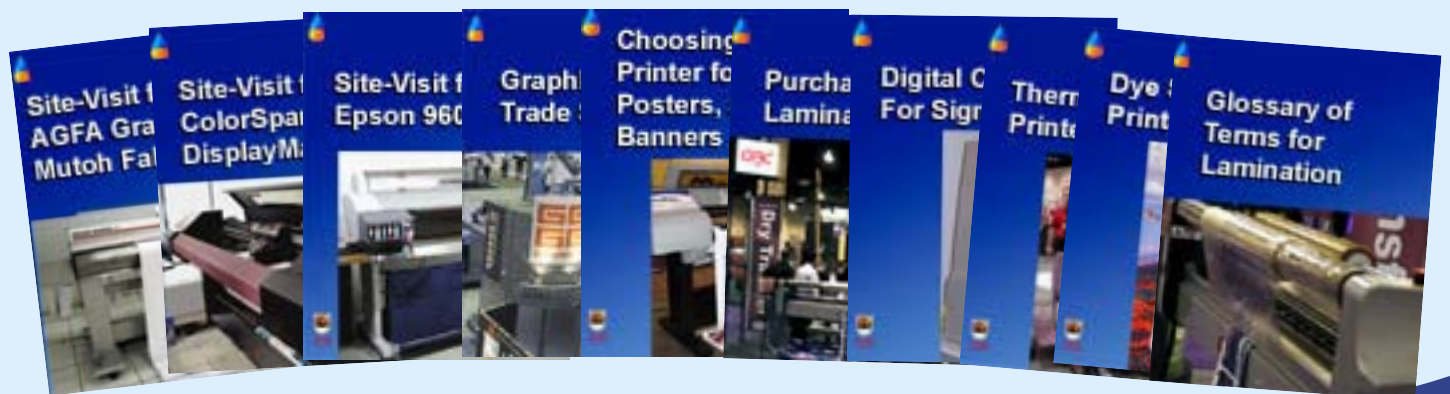 Site-Visit f
AGFA Gra
Mutoh Fal
Site-Visit f
ColorSpa
DisplayMa
Site-Visit f
Epson 960
Graph
Trade
Choosing
Printer fo
Posters,
Banners
Purcha
Lamina
Digital C
For Sign
Therm
Printe
Dye S
Print
Glossary of
Terms for
Lamination